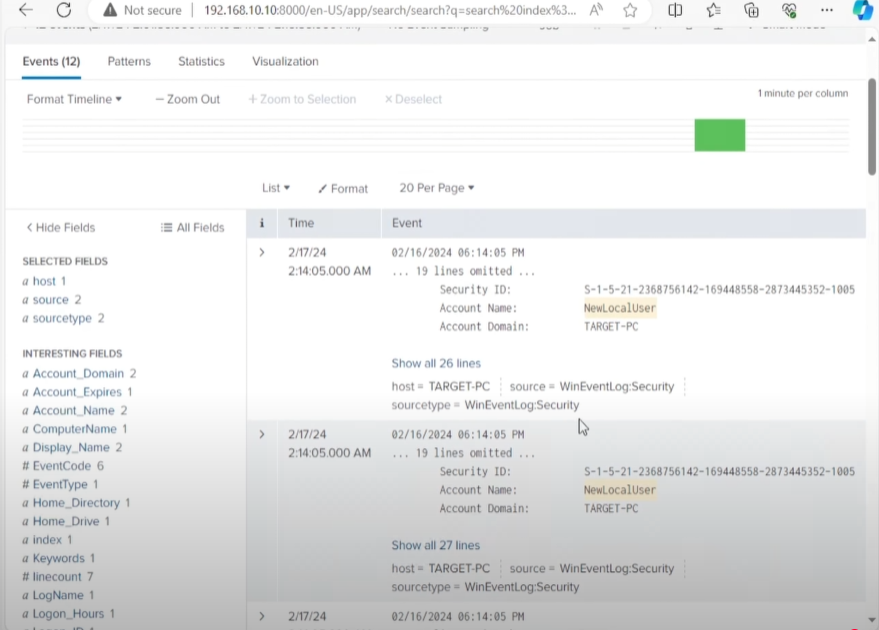 Not secure 192.168.10.10:8000/en-US/app/search/search?q=search%20index%3...
Events (12) Patterns Statistics Visualization
Format Timeline — Zoom Out + Zoom to Selection × Deselect 1 minute per column
List Format 20 Per Page
< Hide Fields All Fields
i Time Event
SELECTED FIELDS
a host 1
a source 2
a sourcetype 2
INTERESTING FIELDS
a Account_Domain 2
a Account_Expires 1
a Account_Name 2
a ComputerName 1
a Display_Name 2
# EventCode 6
# EventType 1
a Home_Directory 1
a Home_Drive 1
a index 1
a Keywords 1
# linecount 7
a LogName 1
a Logon_Hours 1
> 2/17/24 02/16/2024 06:14:05 PM
2:14:05.000 AM ... 19 lines omitted ...
Security ID: S-1-5-21-2368756142-169448558-2873445352-1005
Account Name: NewLocalUser
Account Domain: TARGET-PC
Show all 26 lines
host = TARGET-PC source = WinEventLog:Security
sourcetype = WinEventLog:Security
> 2/17/24 02/16/2024 06:14:05 PM
2:14:05.000 AM ... 19 lines omitted ...
Security ID: S-1-5-21-2368756142-169448558-2873445352-1005
Account Name: NewLocalUser
Account Domain: TARGET-PC
Show all 27 lines
host = TARGET-PC source = WinEventLog:Security
sourcetype = WinEventLog:Security
> 2/17/24 02/16/2024 06:14:05 PM